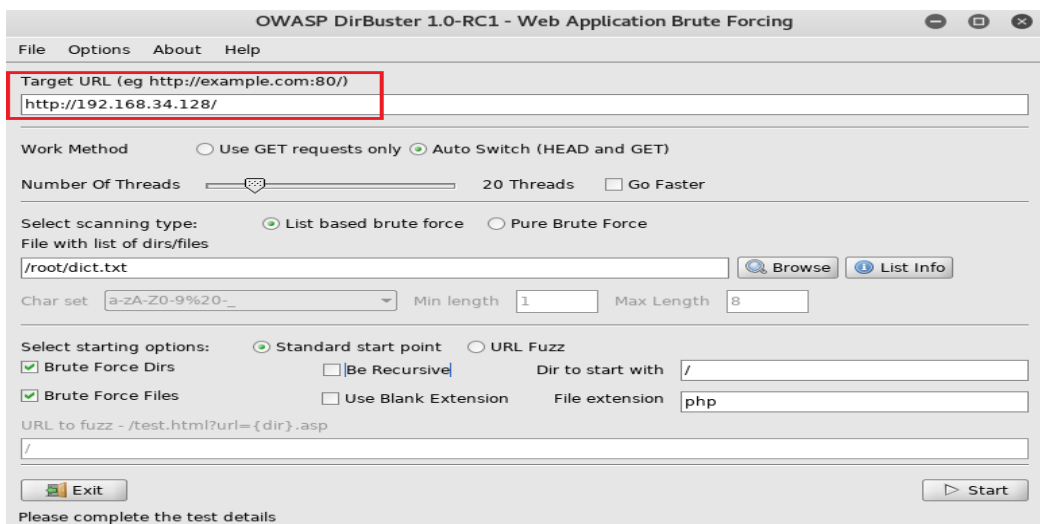 OWASP DirBuster 1.0-RC1 - Web Application Brute Forcing
File Options About Help
Target URL (eg http://example.com:80/)
http://192.168.34.128/
Work Method Use GET requests only Auto Switch (HEAD and GET)
Number Of Threads 20 Threads Go Faster
Select scanning type: List based brute force Pure Brute Force
File with list of dirs/files
/root/dict.txt Browse List Info
Char set a-zA-Z0-9%20-_ Min length 1 Max Length 8
Select starting options: Standard start point URL Fuzz
Brute Force Dirs Be Recursive Dir to start with /
Brute Force Files Use Blank Extension File extension php
URL to fuzz - /test.html?url={dir}.asp
/
Exit Start
Please complete the test details